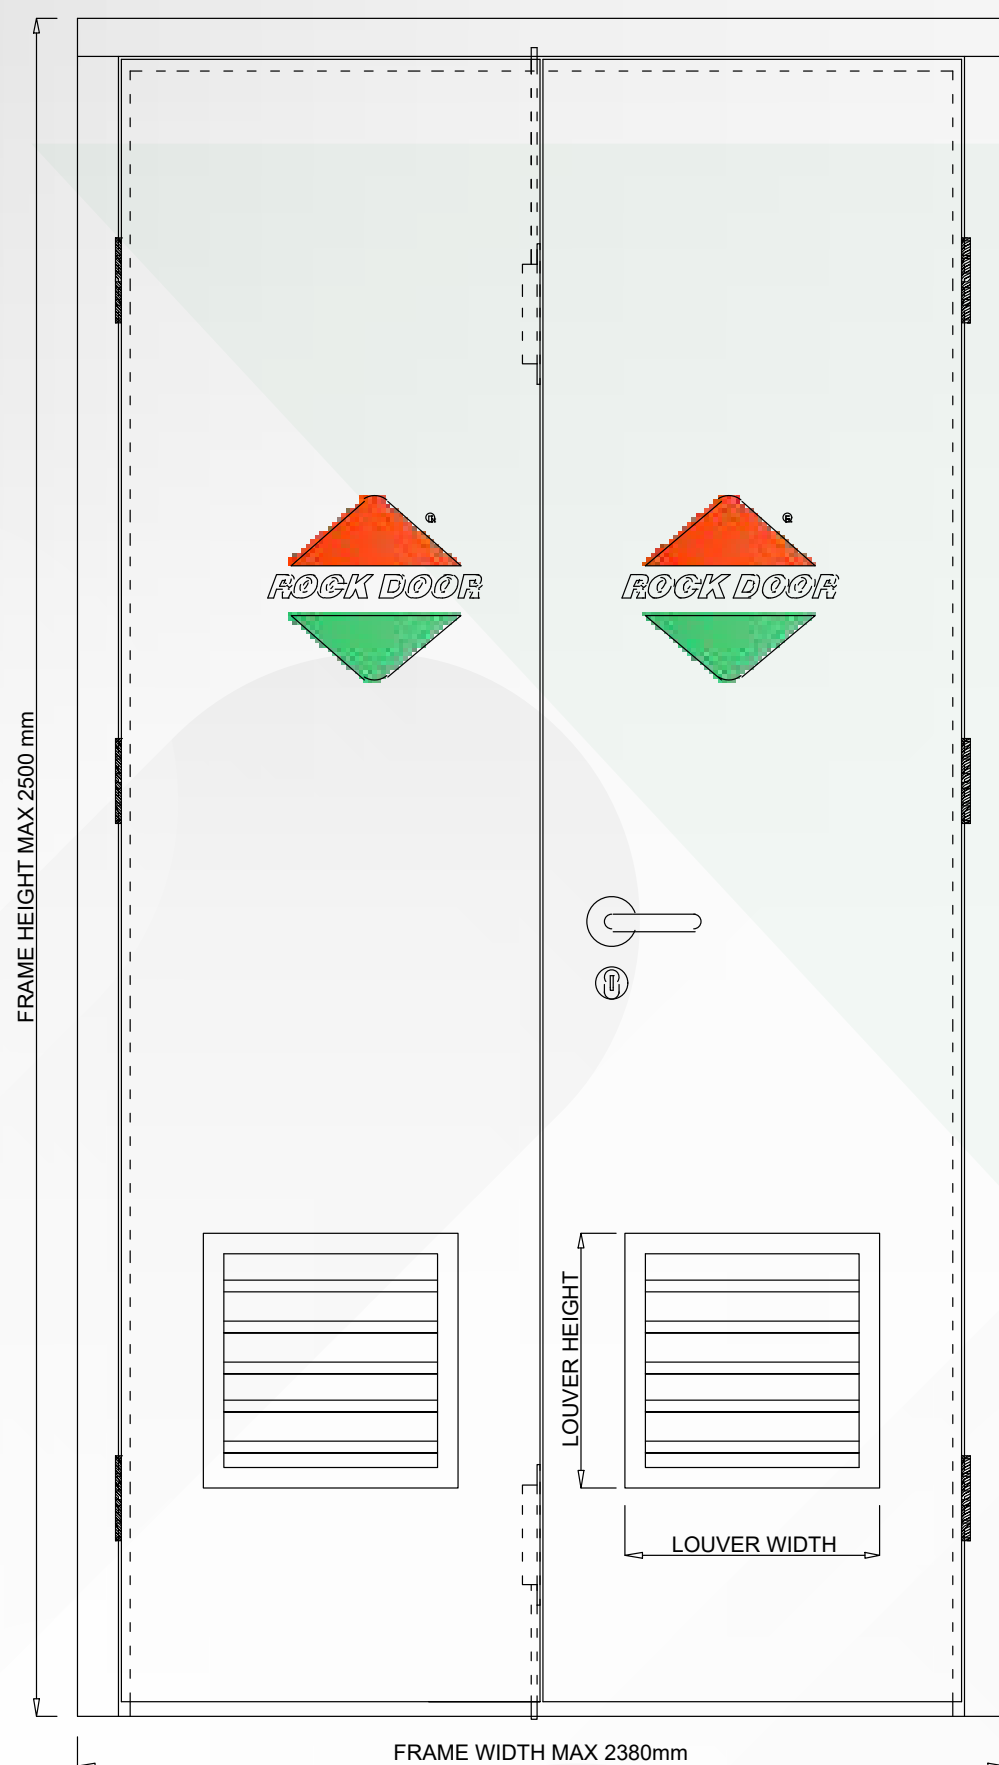 ®
ROCK DOOR
®
ROCK DOOR
FRAME HEIGHT MAX 2500 mm
LOUVER HEIGHT
LOUVER WIDTH
FRAME WIDTH MAX 2380mm